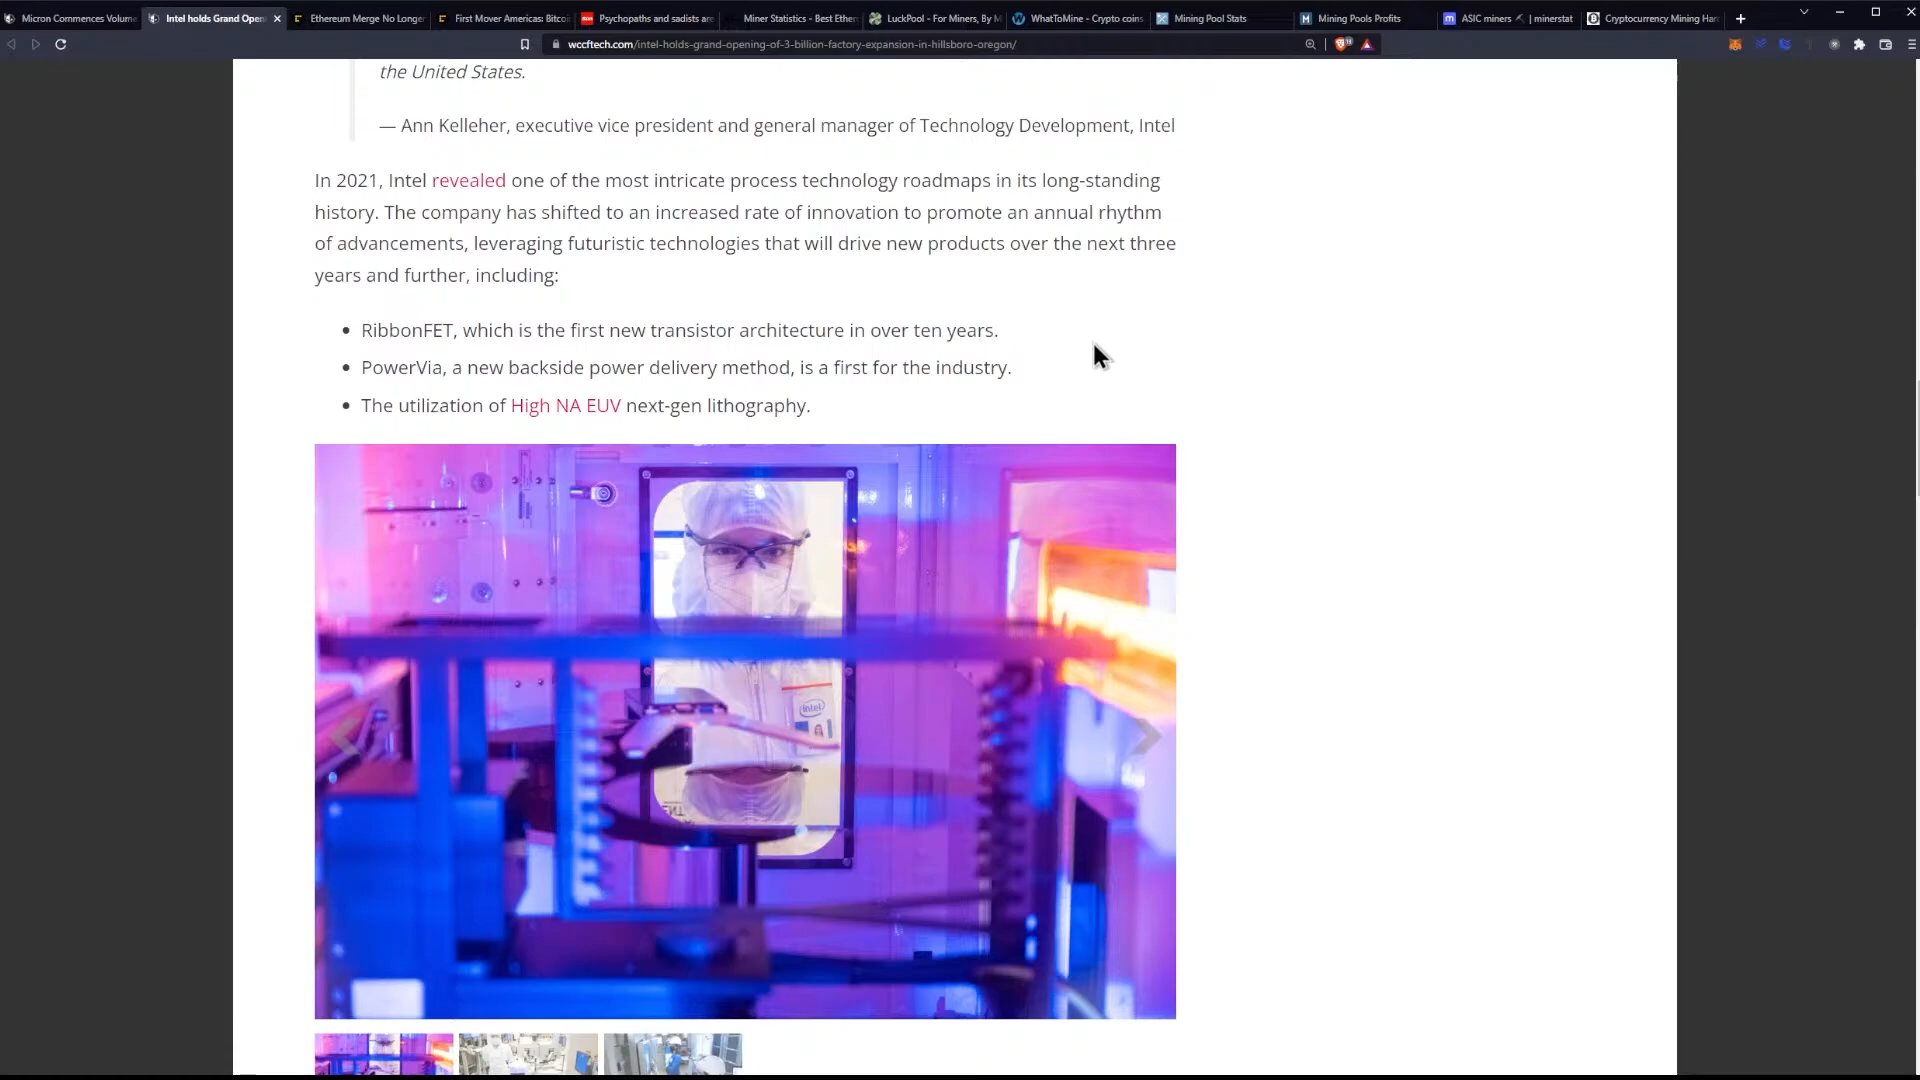 Micron Commences Volum
Intel holds Grand Open
Ethereum Merge No Longer
First Mover Americas: Bitcoi
Psychopaths and sadists are
Miner Statistics - Best Ether
LuckPool - For Miners, By M
WhatToMine - Crypto coins
Mining Pool Stats
Mining Pools Profits
ASIC miners | minerstat
Cryptocurrency Mining Har
wccftech.com/intel-holds-grand-opening-of-3-billion-factory-expansion-in-hillsboro-oregon/
the United States.
— Ann Kelleher, executive vice president and general manager of Technology Development, Intel
In 2021, Intel revealed one of the most intricate process technology roadmaps in its long-standing
history. The company has shifted to an increased rate of innovation to promote an annual rhythm
of advancements, leveraging futuristic technologies that will drive new products over the next three
years and further, including:
• RibbonFET, which is the first new transistor architecture in over ten years.
• PowerVia, a new backside power delivery method, is a first for the industry.
• The utilization of High NA EUV next-gen lithography.
intel